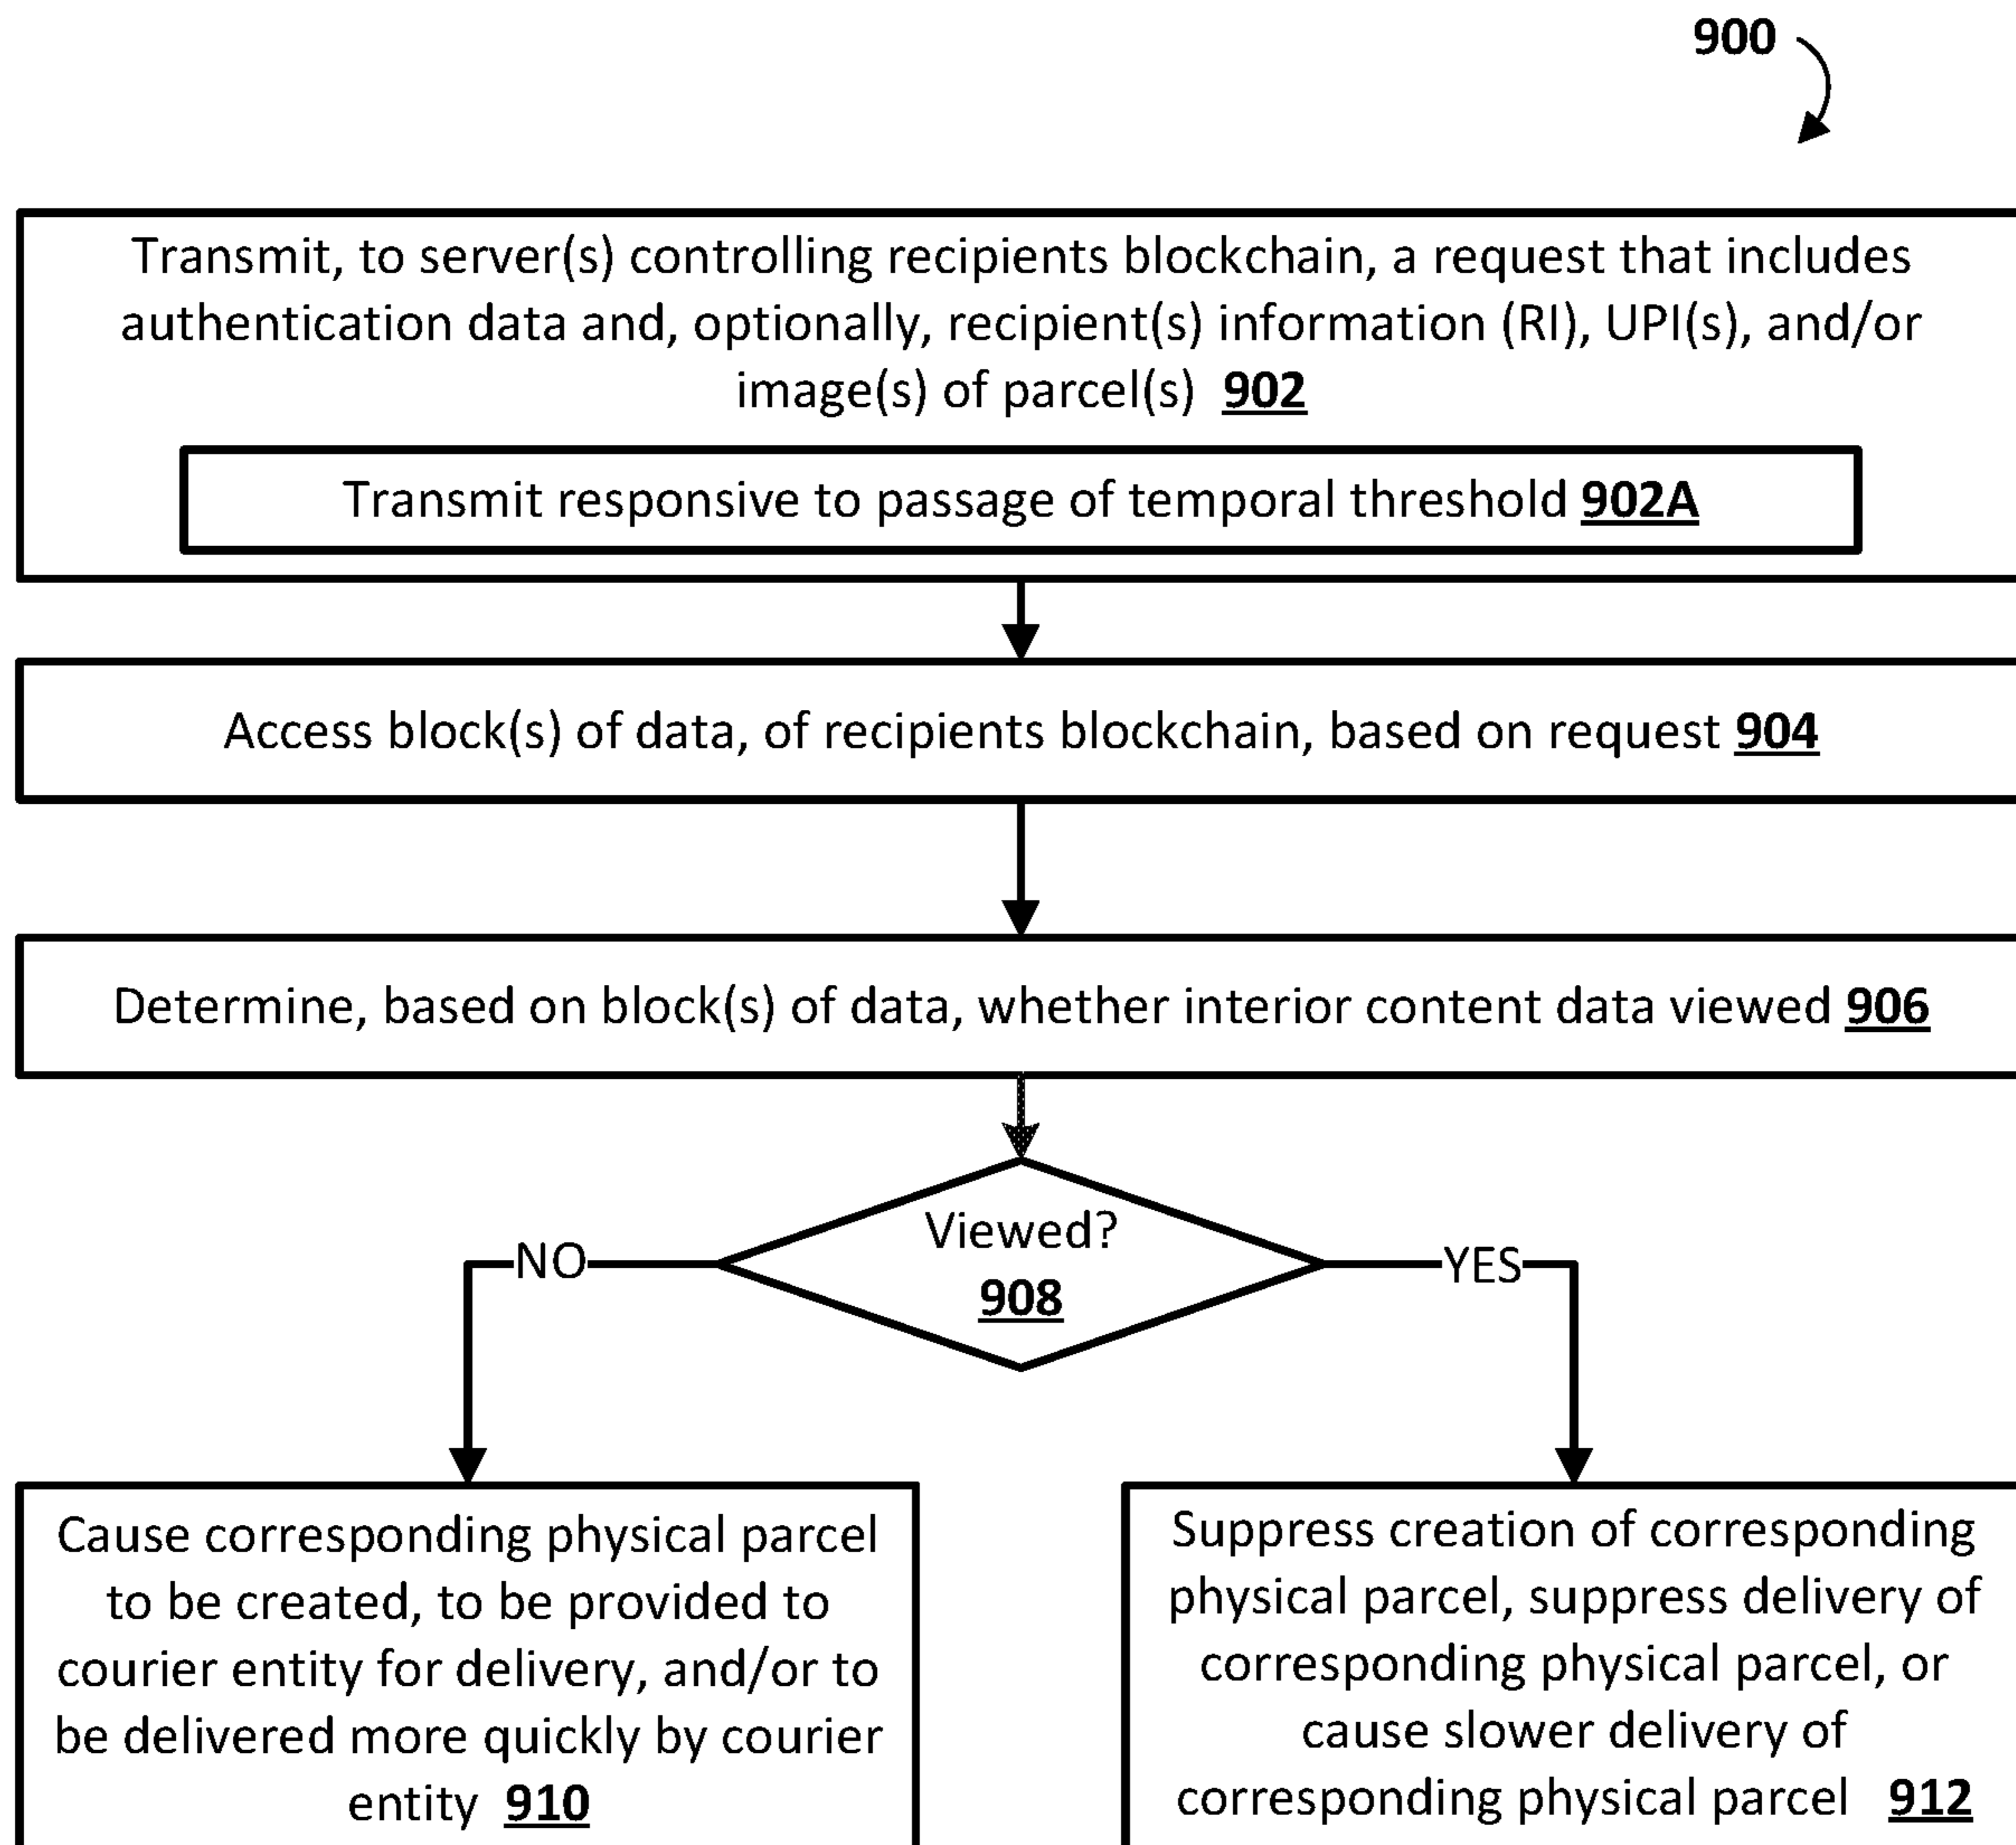 900
Transmit, to server(s) controlling recipients blockchain, a request that includes
authentication data and, optionally, recipient(s) information (RI), UPI(s), and/or
image(s) of parcel(s) 902
Transmit responsive to passage of temporal threshold 902A
Access block(s) of data, of recipients blockchain, based on request 904
Determine, based on block(s) of data, whether interior content data viewed 906
Viewed?
908
NO
YES
Cause corresponding physical parcel
to be created, to be provided to
courier entity for delivery, and/or to
be delivered more quickly by courier
entity 910
Suppress creation of corresponding
physical parcel, suppress delivery of
corresponding physical parcel, or
cause slower delivery of
corresponding physical parcel 912